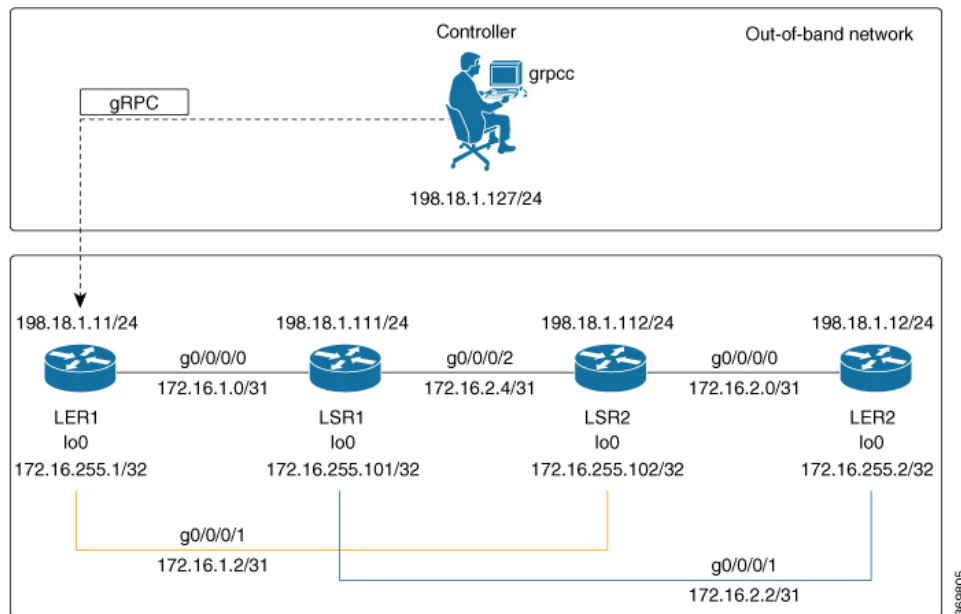 Controller
Out-of-band network
grpcc
gRPC
198.18.1.127/24
198.18.1.11/24
198.18.1.111/24
198.18.1.112/24
198.18.1.12/24
g0/0/0/0
g0/0/0/2
g0/0/0/0
172.16.1.0/31
172.16.2.4/31
172.16.2.0/31
LER1
LSR1
LSR2
LER2
lo0
lo0
lo0
lo0
172.16.255.1/32
172.16.255.101/32
172.16.255.102/32
172.16.255.2/32
g0/0/0/1
172.16.1.2/31
g0/0/0/1
172.16.2.2/31